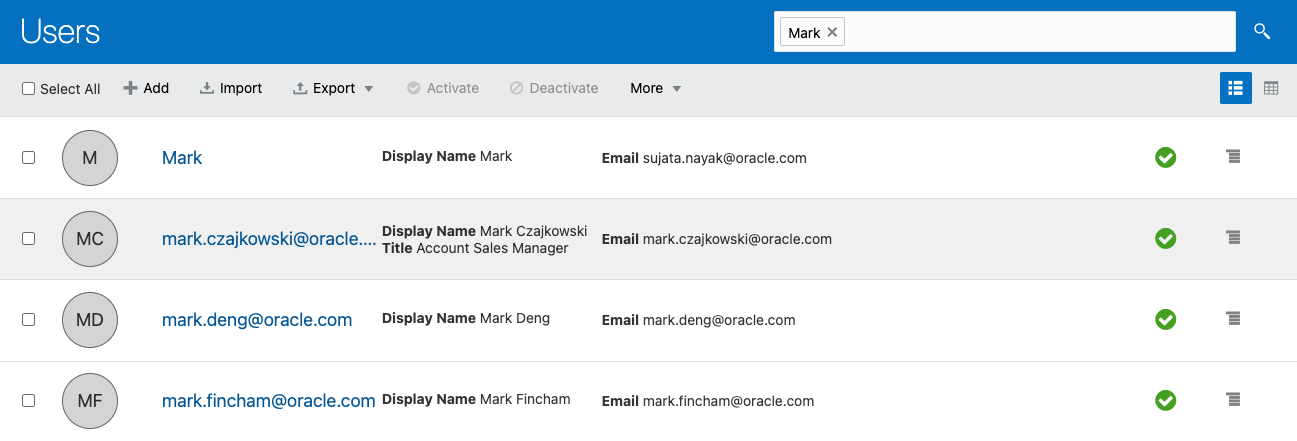 Users
Mark
Select All Add Import Export Activate Deactivate More
M Mark Display Name Mark Email sujata.nayak@oracle.com
MC mark.czajkowski@oracle.... Display Name Mark Czajkowski Email mark.czajkowski@oracle.com
Title Account Sales Manager
MD mark.deng@oracle.com Display Name Mark Deng Email mark.deng@oracle.com
MF mark.fincham@oracle.com Display Name Mark Fincham Email mark.fincham@oracle.com